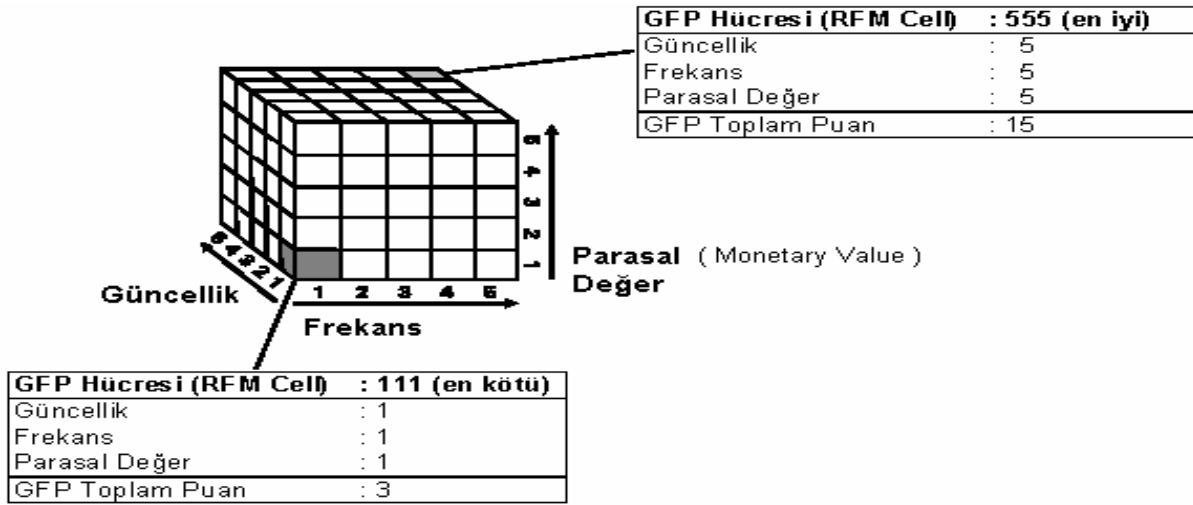 GFP Hücresi (RFM Cell) : 555 (en iyi)
Güncellik : 5
Frekans : 5
Parasal Değer : 5
GFP Toplam Puan : 15
5
4
3
2
1
Parasal ( Monetary Value )
Değer
5 4 3 2 1
Güncellik
1 2 3 4 5
Frekans
GFP Hücresi (RFM Cell) : 111 (en kötü)
Güncellik : 1
Frekans : 1
Parasal Değer : 1
GFP Toplam Puan : 3